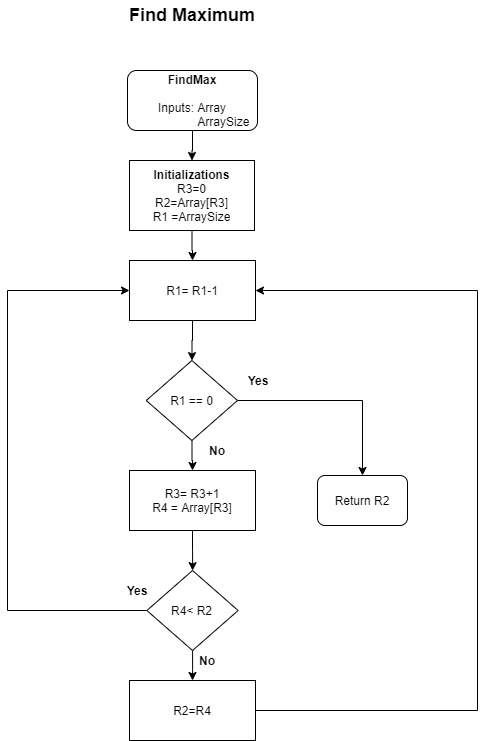 Find Maximum
FindMax
Inputs: Array
ArraySize
Initializations
R3=0
R2=Array[R3]
R1 =ArraySize
R1= R1-1
Yes
R1 == 0
No
R3= R3+1
R4 = Array[R3]
Return R2
Yes
R4< R2
No
R2=R4